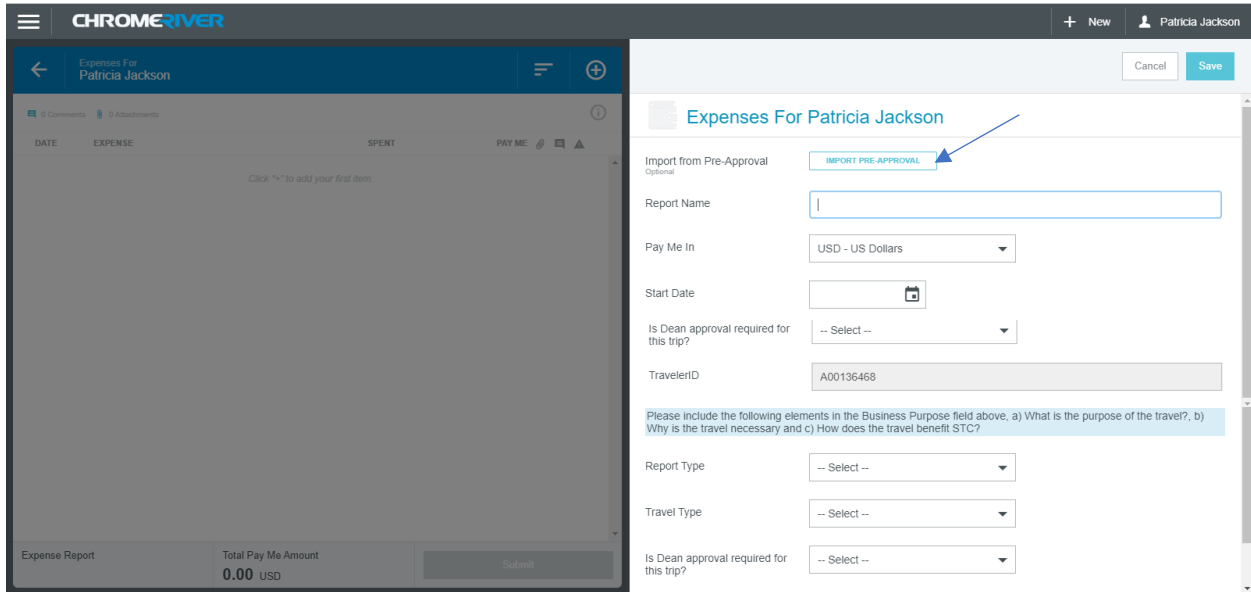 CHROMERIVER
+ New
Patricia Jackson
Expenses For
Patricia Jackson
0 Comments 0 Attachments
DATE EXPENSE SPENT PAY ME
Click "+" to add your first item.
Expense Report
Total Pay Me Amount
0.00 USD
Submit
Cancel
Save
Expenses For Patricia Jackson
Import from Pre-Approval
Optional
IMPORT PRE-APPROVAL
Report Name
Pay Me In
USD - US Dollars
Start Date
Is Dean approval required for
this trip?
-- Select --
TravelerID
A00136468
Please include the following elements in the Business Purpose field above, a) What is the purpose of the travel?, b)
Why is the travel necessary and c) How does the travel benefit STC?
Report Type
-- Select --
Travel Type
-- Select --
Is Dean approval required for
this trip?
-- Select --